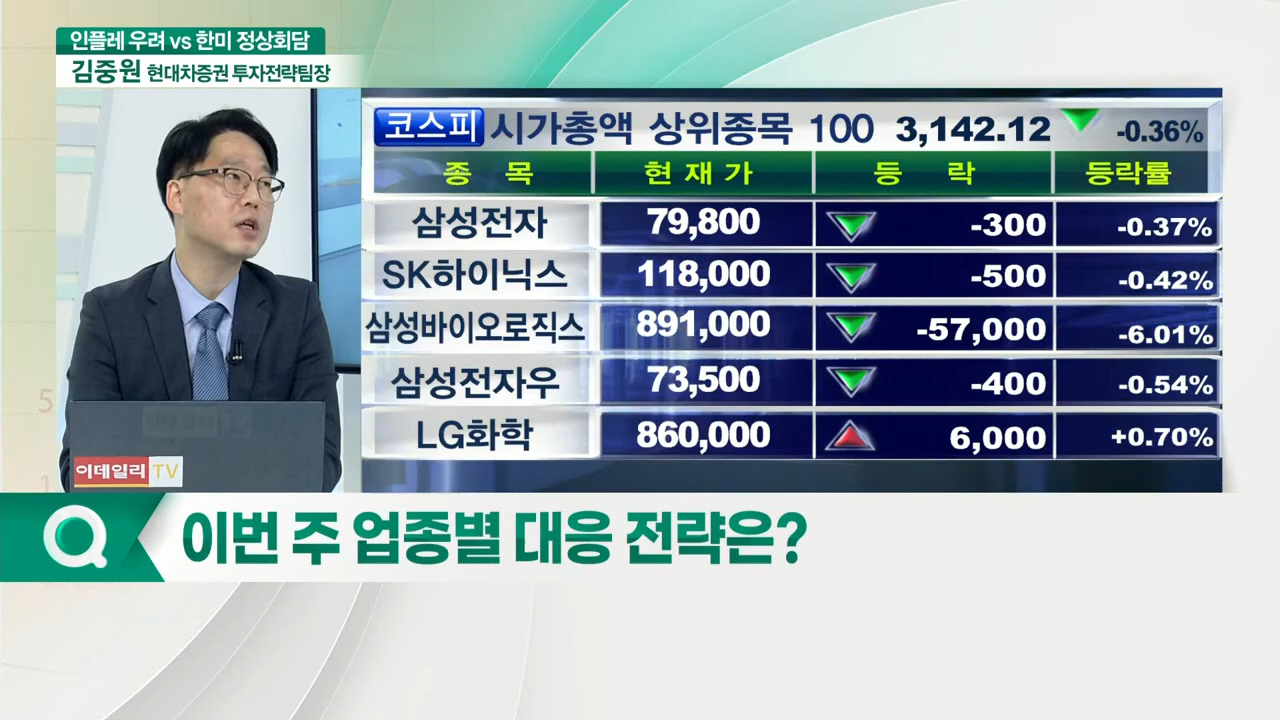 인플레 우려 vs 한미 정상회담
김중원 현대차증권 투자전략팀장
코스피 시가총액 상위종목 100 3,142.12 -0.36%
종 목 현 재 가 등 락 등락률
삼성전자 79,800 -300 -0.37%
SK하이닉스 118,000 -500 -0.42%
삼성바이오로직스 891,000 -57,000 -6.01%
삼성전자우 73,500 -400 -0.54%
LG화학 860,000 6,000 +0.70%
이데일리 TV
Q 이번 주 업종별 대응 전략은?